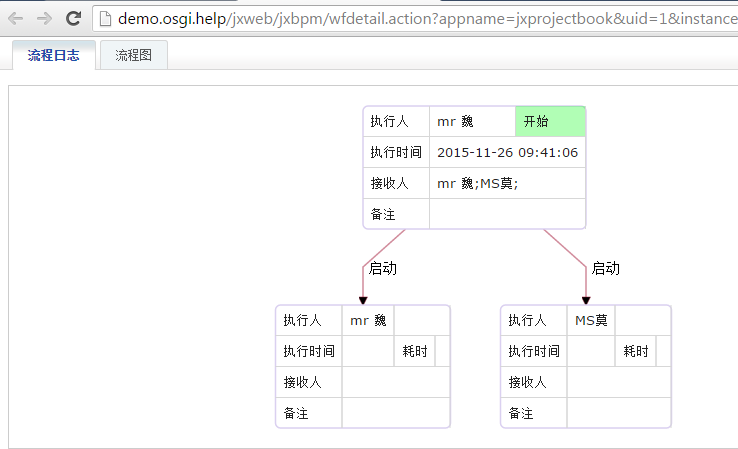 demo.osgi.help/jxweb/jxbpm/wfdetail.action?appname=jxprojectbook&uid=1&instance
流程日志 流程图
执行人 mr 魏 开始
执行时间 2015-11-26 09:41:06
接收人 mr 魏;MS莫;
备注
启动 启动
执行人 mr 魏 执行人 MS莫
执行时间 耗时 执行时间 耗时
接收人 接收人
备注 备注